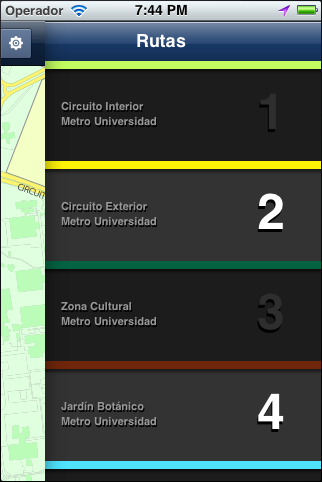 Operador 7:44 PM
Rutas
Circuito Interior
Metro Universidad
1
Circuito Exterior
Metro Universidad
2
Zona Cultural
Metro Universidad
3
Jardín Botánico
Metro Universidad
4
CIRCUI